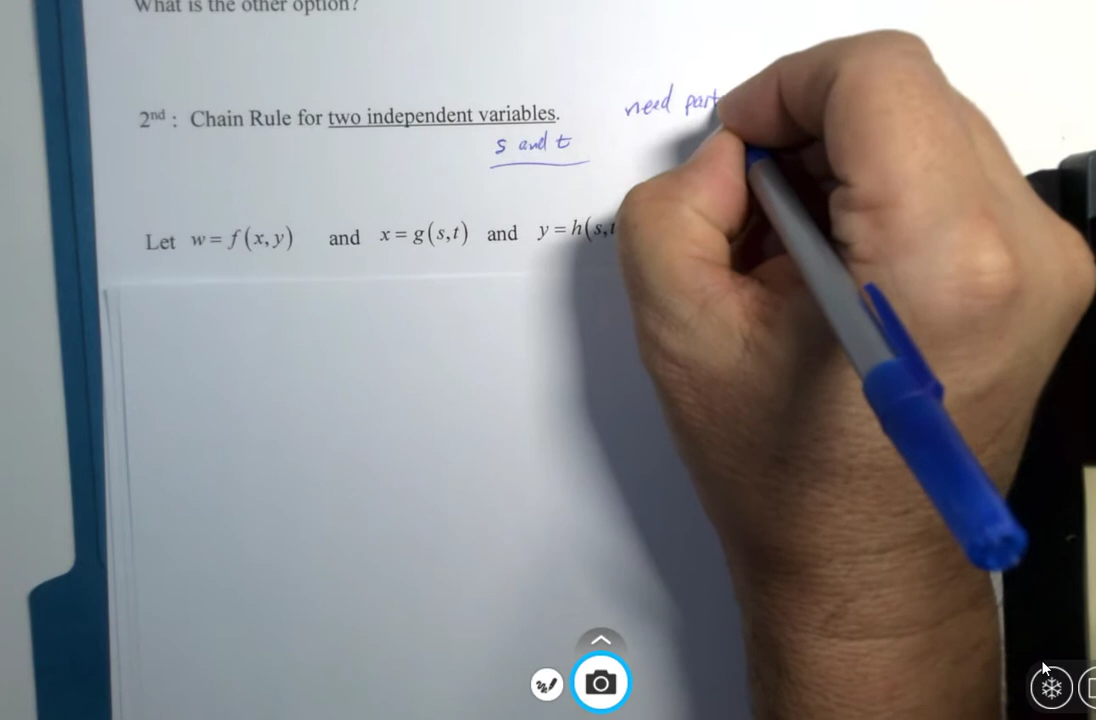 What is the other option?
2nd : Chain Rule for two independent variables. need part
s and t
Let w = f(x, y) and x = g(s,t) and y = h(s,t